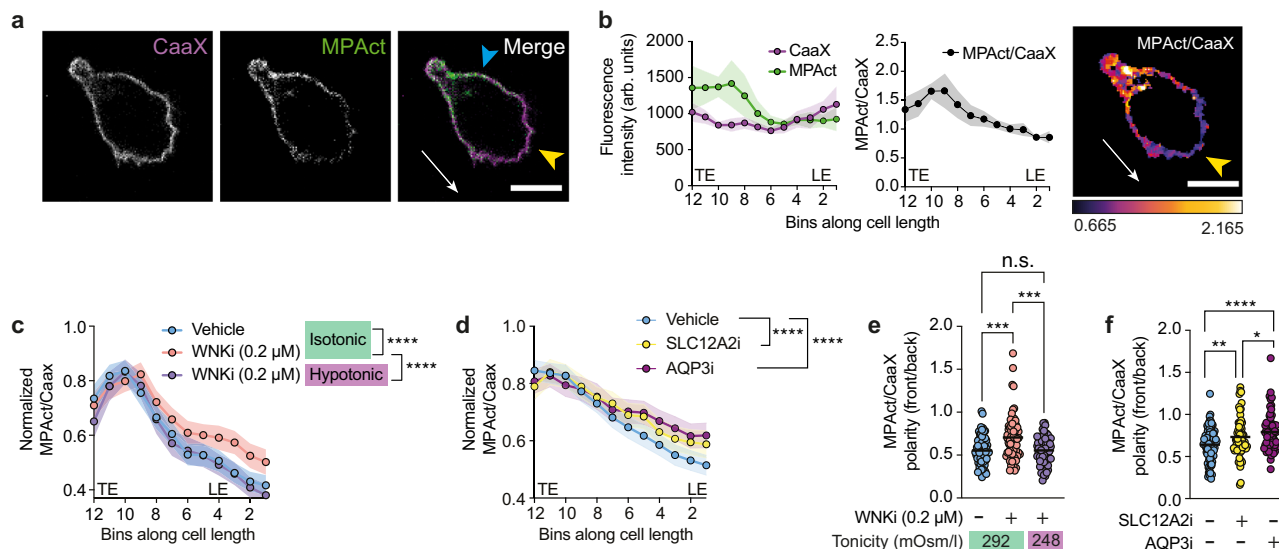 a
CaaX
MPAct
Merge
b
Fluorescence
intensity (arb. units)
2000
1500
1000
500
0
CaaX
MPAct
TE
LE
12 10 8 6 4 2
MPAct/CaaX
2.0
1.5
1.0
0.5
0.0
TE
LE
12 10 8 6 4 2
Bins along cell length
MPAct/CaaX
0.665
2.165
c
Normalized
MPAct/Caax
1.0
0.8
0.6
0.4
Vehicle
WNKi (0.2 µM)
WNKi (0.2 µM)
Isotonic
Hypotonic
****
****
TE
LE
12 10 8 6 4 2
Bins along cell length
d
Normalized
MPAct/Caax
1.0
0.8
0.6
0.4
Vehicle
SLC12A2i
AQP3i
****
****
TE
LE
12 10 8 6 4 2
Bins along cell length
e
MPAct/CaaX
polarity (front/back)
2.0
1.5
1.0
0.5
0.0
n.s.
***
***
WNKi (0.2 µM) – + +
Tonicity (mOsm/l) 292 248
f
MPAct/CaaX
polarity (front/back)
2.0
1.5
1.0
0.5
0.0
****
**
*
SLC12A2i – + –
AQP3i – – +